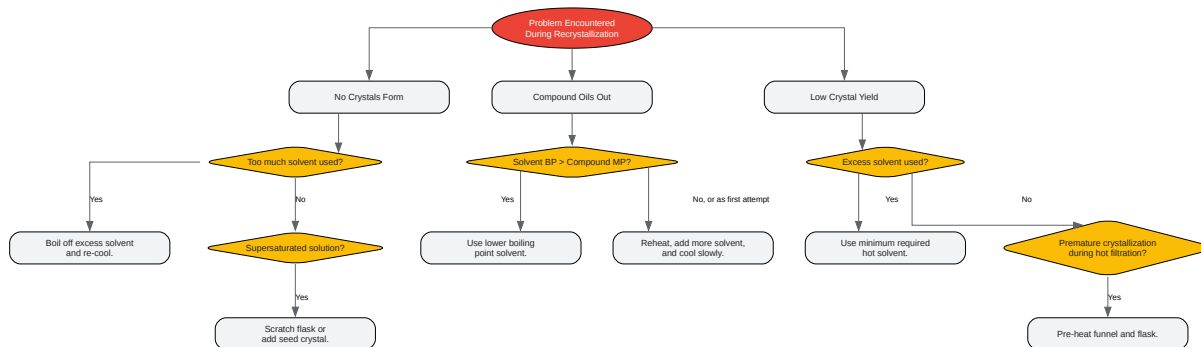 Problem Encountered
During Recrystallization
No Crystals Form
Compound Oils Out
Low Crystal Yield
Too much solvent used?
Solvent BP > Compound MP?
Excess solvent used?
Yes
No
Yes
No, or as first attempt
Yes
No
Boil off excess solvent
and re-cool.
Supersaturated solution?
Use lower boiling
point solvent.
Reheat, add more solvent,
and cool slowly.
Use minimum required
hot solvent.
Premature crystallization
during hot filtration?
Yes
Yes
Scratch flask or
add seed crystal.
Pre-heat funnel and flask.